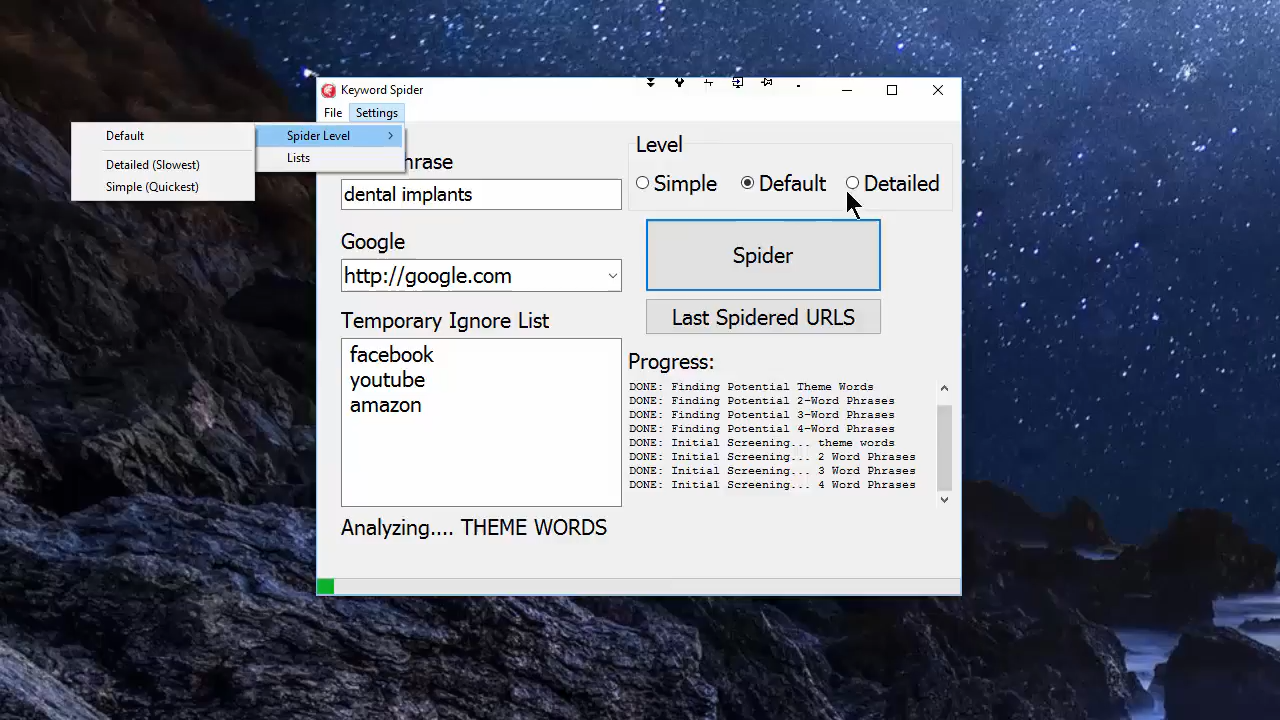 Keyword Spider
File Settings
Default
Detailed (Slowest)
Simple (Quickest)
Spider Level
Lists
hrase
dental implants
Google
http://google.com
Temporary Ignore List
facebook
youtube
amazon
Analyzing.... THEME WORDS
Level
Simple Default Detailed
Spider
Last Spidered URLS
Progress:
DONE: Finding Potential Theme Words
DONE: Finding Potential 2-Word Phrases
DONE: Finding Potential 3-Word Phrases
DONE: Finding Potential 4-Word Phrases
DONE: Initial Screening... theme words
DONE: Initial Screening... 2 Word Phrases
DONE: Initial Screening... 3 Word Phrases
DONE: Initial Screening... 4 Word Phrases